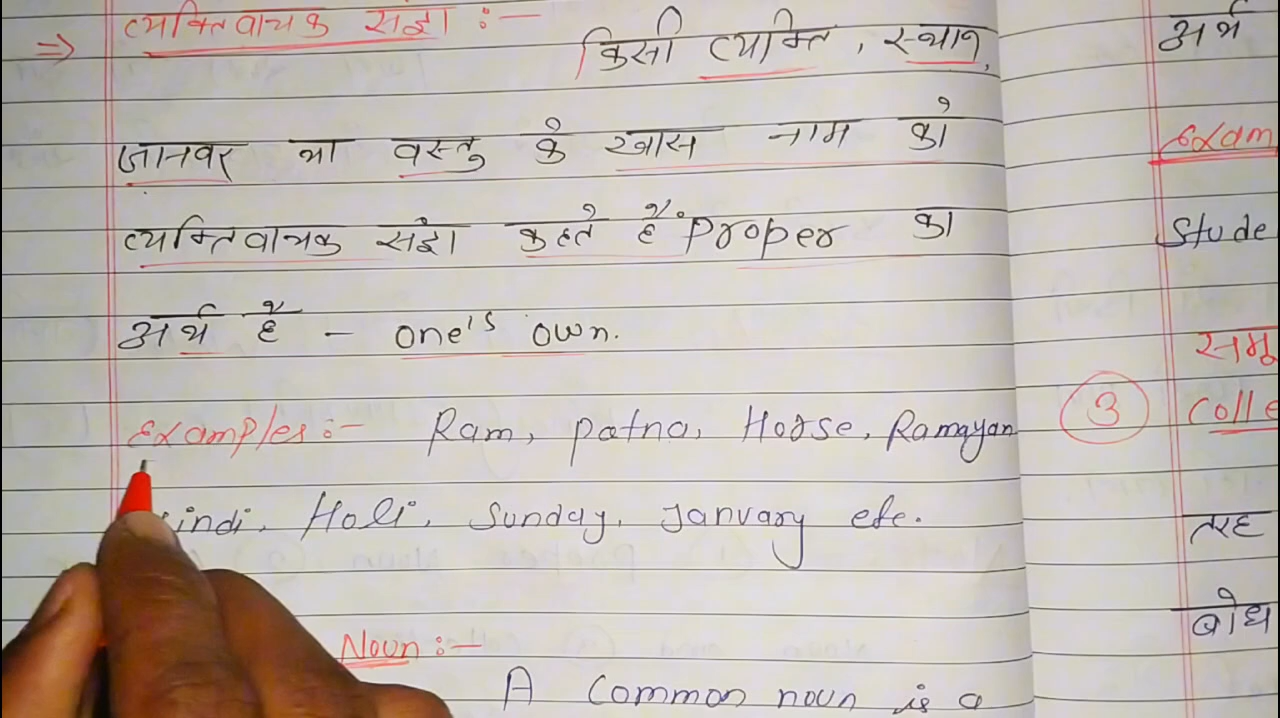 ⇒ व्यक्तिवाचक संज्ञा :-
किसी व्यक्ति, स्थान,
जानवर या वस्तु के खास नाम को
व्यक्तिवाचक संज्ञा कहते हैं Proper का
अर्थ है - one's own.
Examples:- Ram, patna, Horse, Ramayan
indi, Holi, Sunday, January etc.
Noun :-
A Common noun is a
अर्थ
Exam
Stude
समू
3 Colle
तरह
बोध